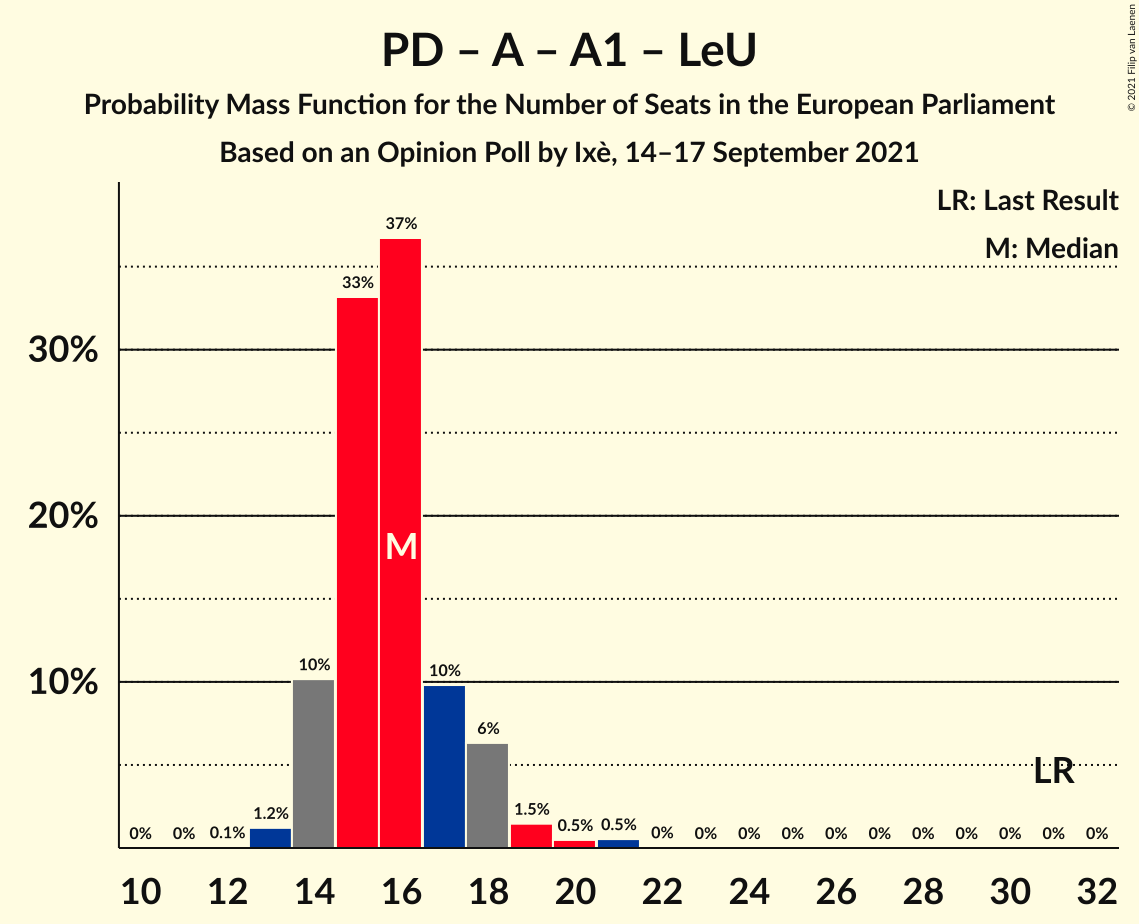 PD – A – A1 – LeU
Probability Mass Function for the Number of Seats in the European Parliament
Based on an Opinion Poll by Ixè, 14–17 September 2021
© 2021 Filip van Laenen
LR: Last Result
M: Median
30%
20%
10%
0%
0%
0.1%
1.2%
10%
33%
37%
10%
6%
1.5%
0.5%
0.5%
0%
0%
0%
0%
0%
0%
0%
0%
0%
0%
0%
M
LR
10 12 14 16 18 20 22 24 26 28 30 32